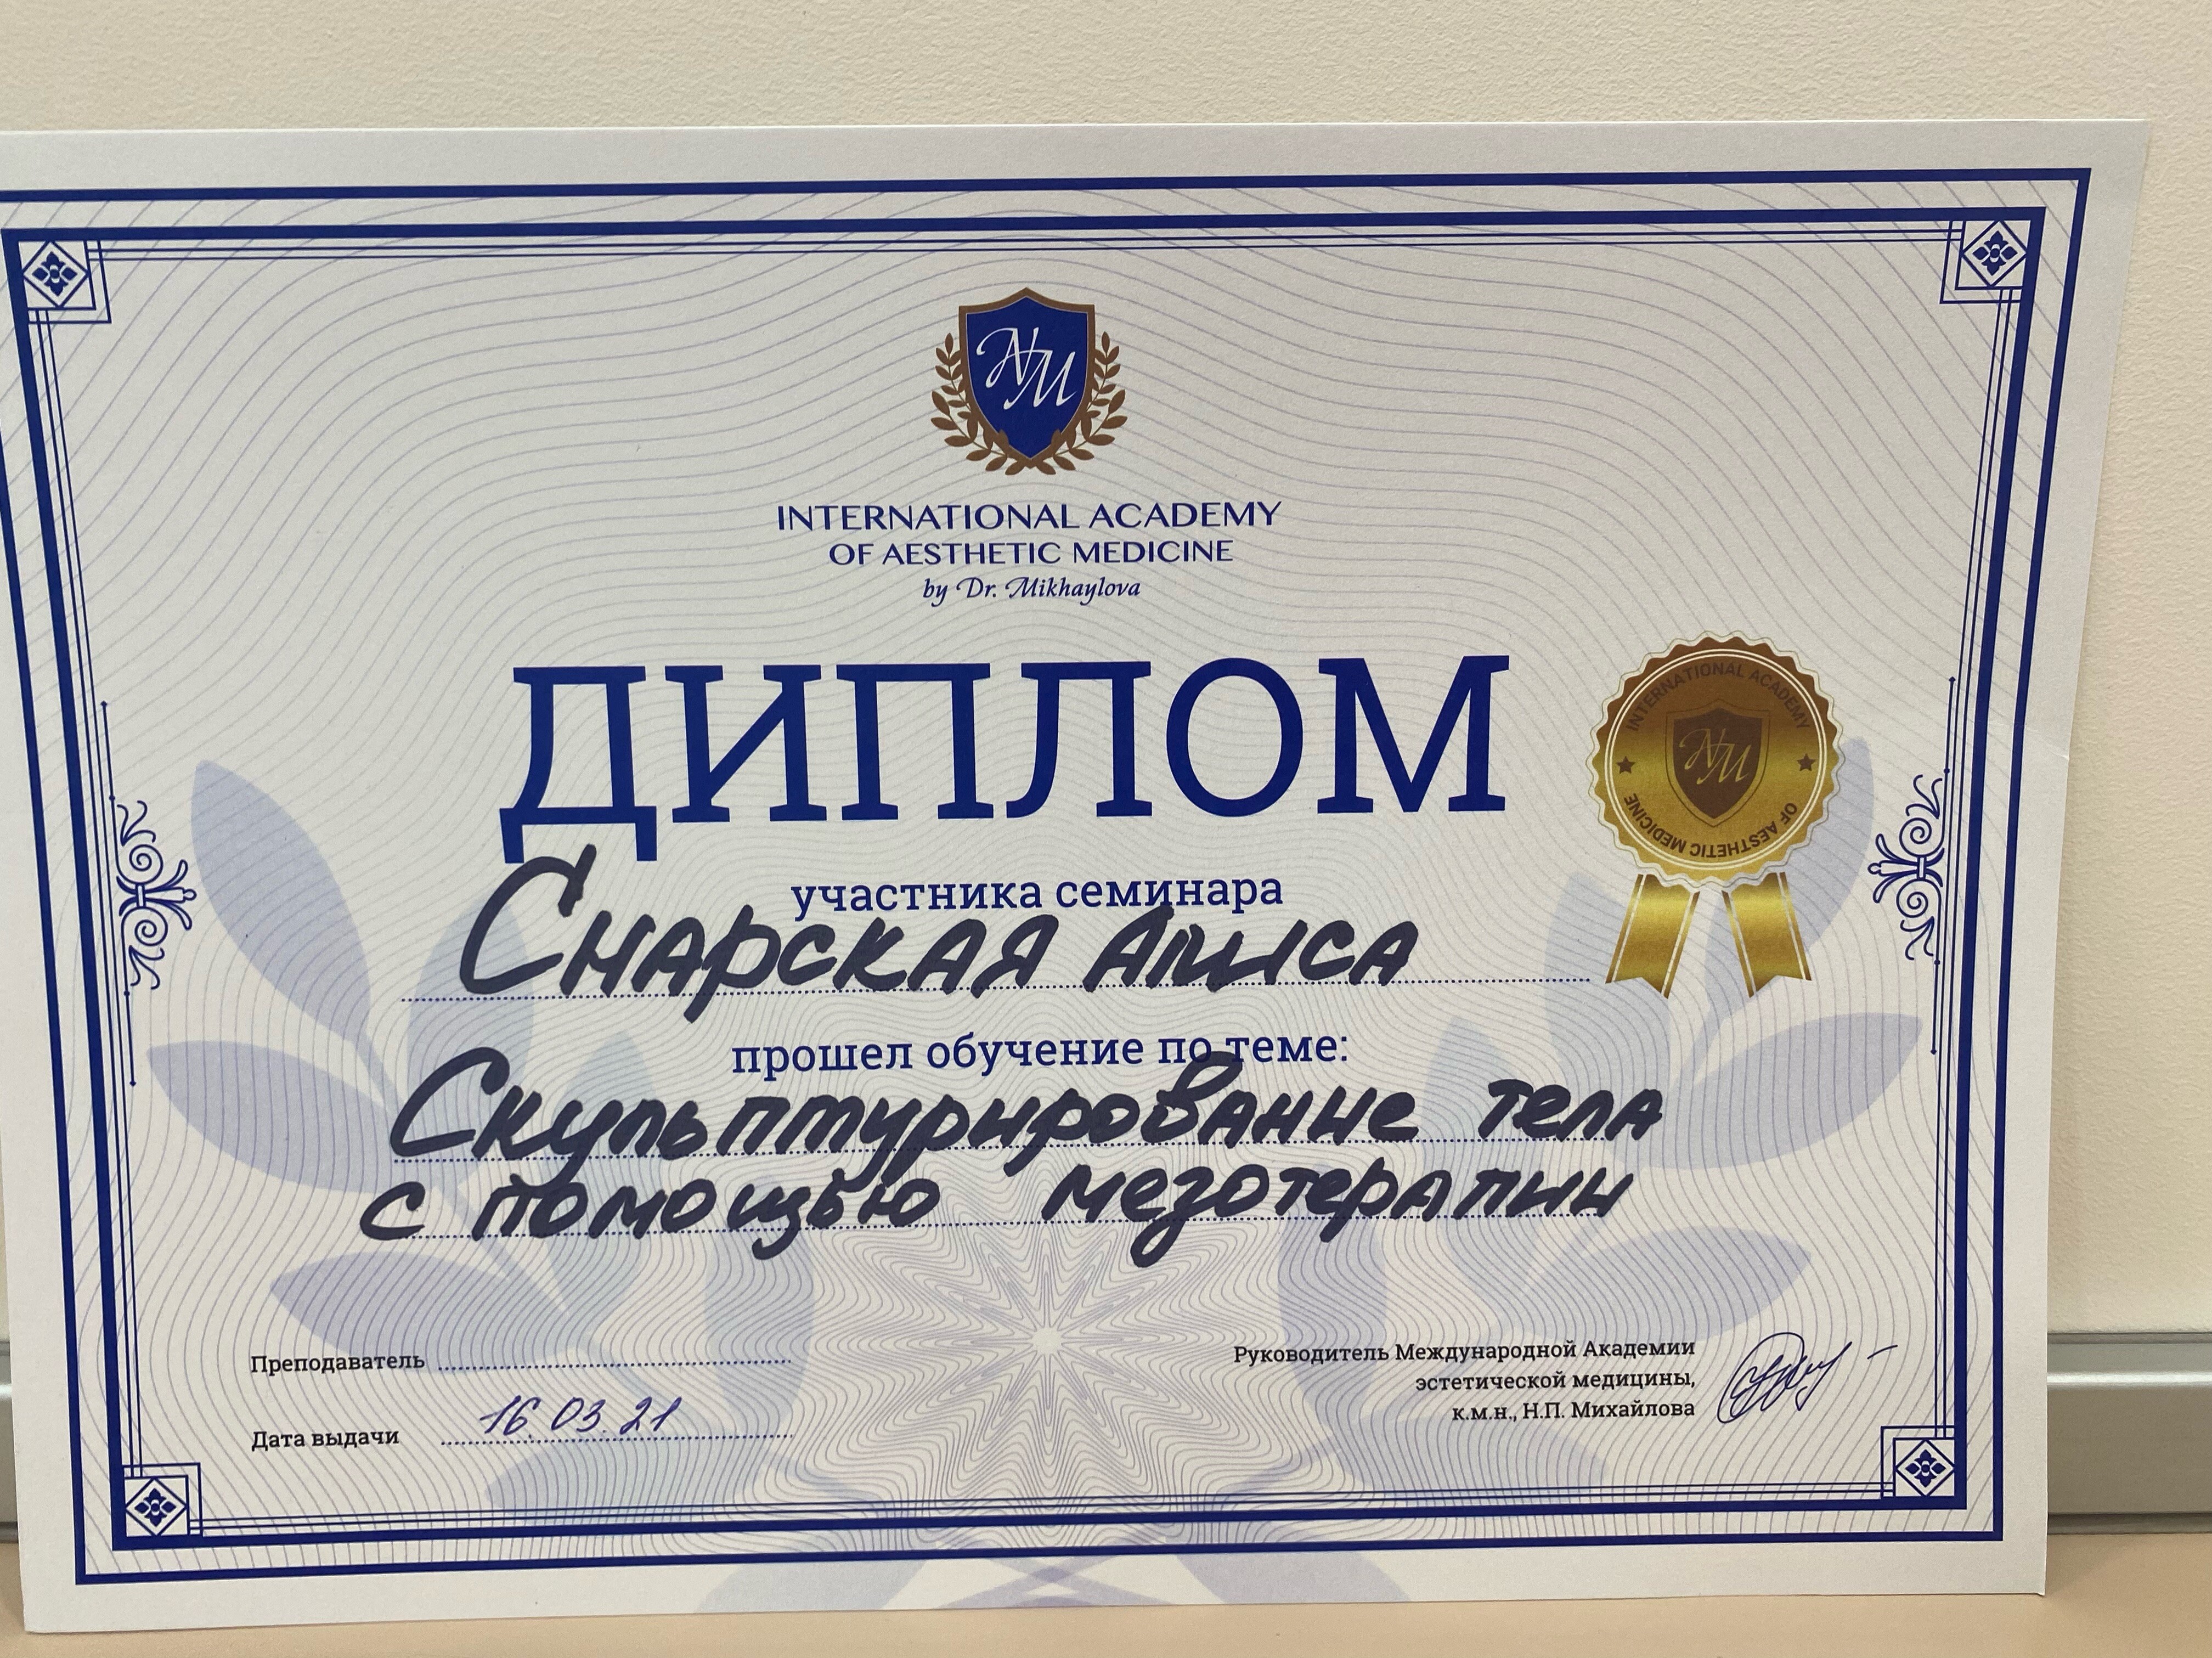 NM
INTERNATIONAL ACADEMY
OF AESTHETIC MEDICINE
by Dr. Mikhaylova
ДИПЛОМ
INTERNATIONAL ACADEMY
NM
OF AESTHETIC MEDICINE
участника семинара
Снарская Алиса
прошел обучение по теме:
Скульптурирование тела
с помощью мезотерапии
Преподаватель
Дата выдачи 16.03.21
Руководитель Международной Академии
эстетической медицины,
к.м.н., Н.П. Михайлова